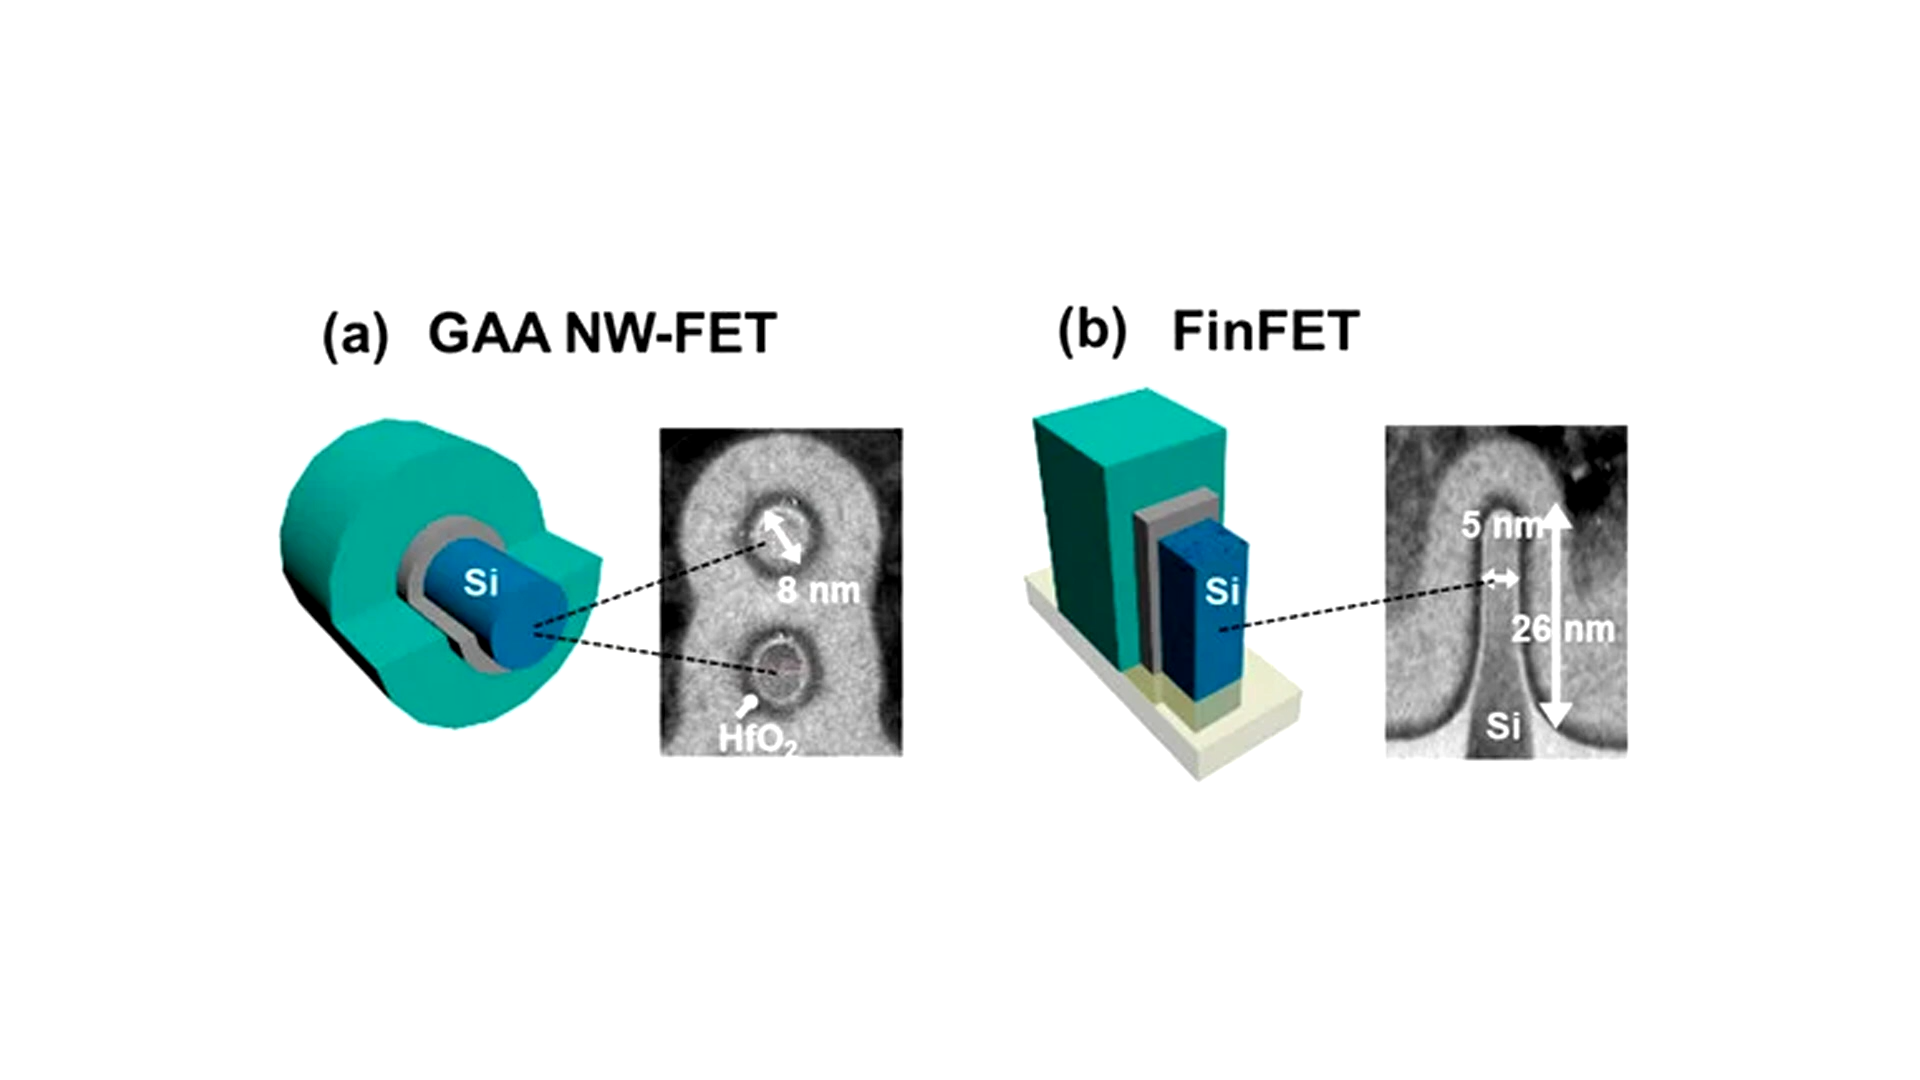 (a) GAA NW-FET
Si
8 nm
HfO₂
(b) FinFET
Si
5 nm
26 nm
Si